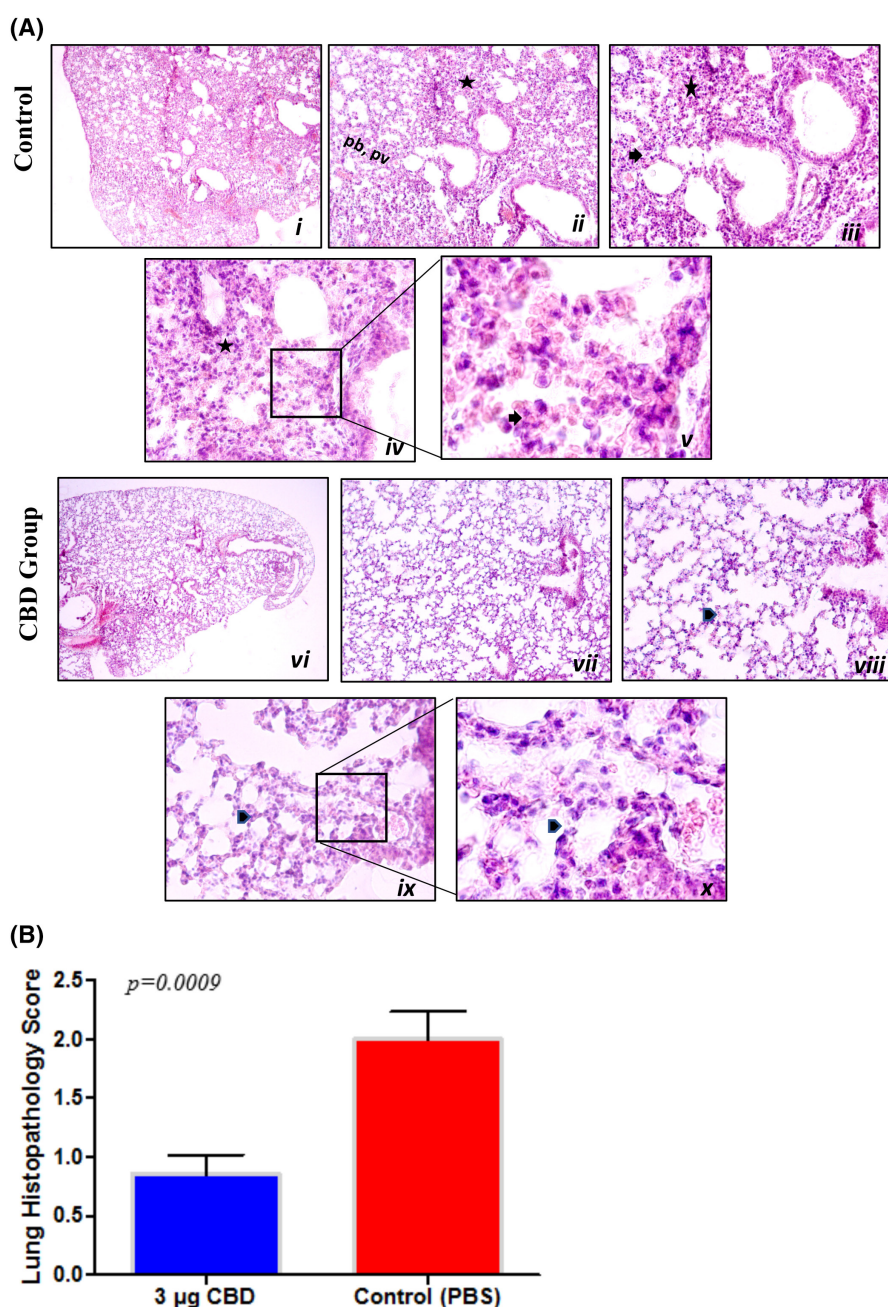 (A)
Control
i
pb, pv
ii
iii
iv
v
CBD Group
vi
vii
viii
ix
x
(B)
Lung Histopathology Score
p=0.0009
2.5
2.0
1.5
1.0
0.5
0.0
3 µg CBD
Control (PBS)